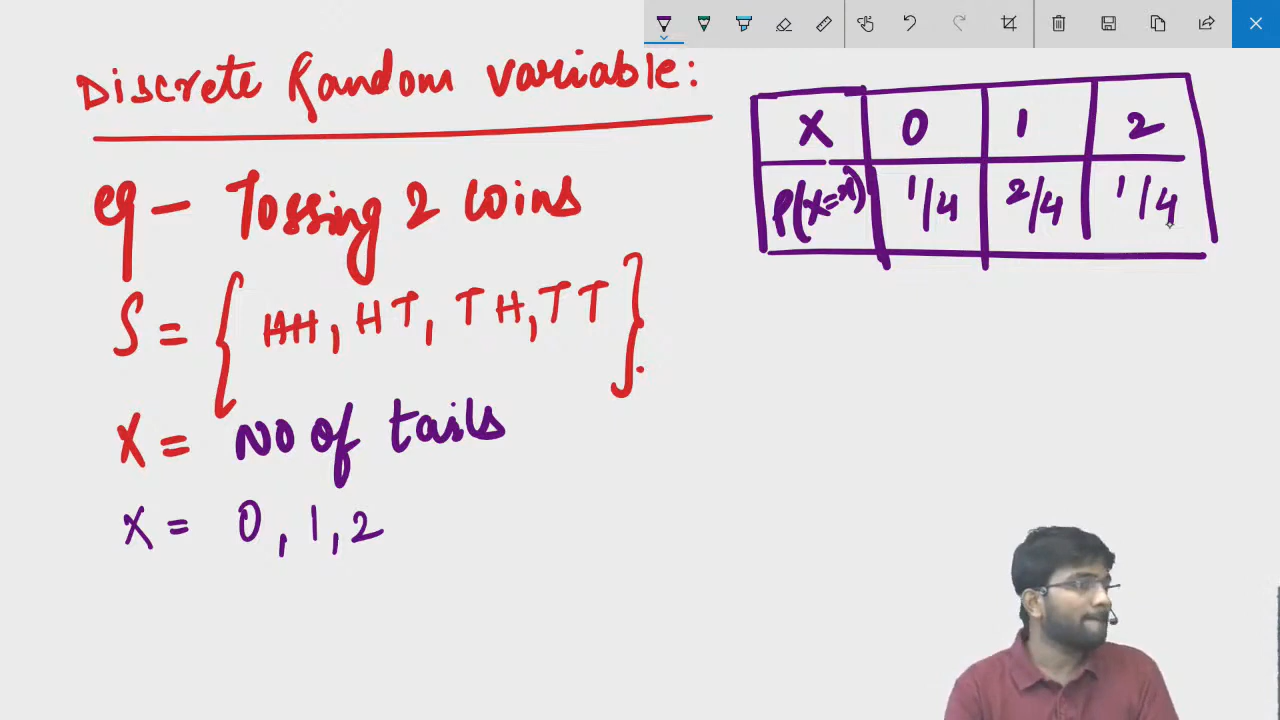 Discrete Random variable:
eg - Tossing 2 coins
S = { HH, HT, TH, TT }.
X = No of tails
X = 0, 1, 2
X 0 1 2
P(X=x) 1/4 2/4 1/4